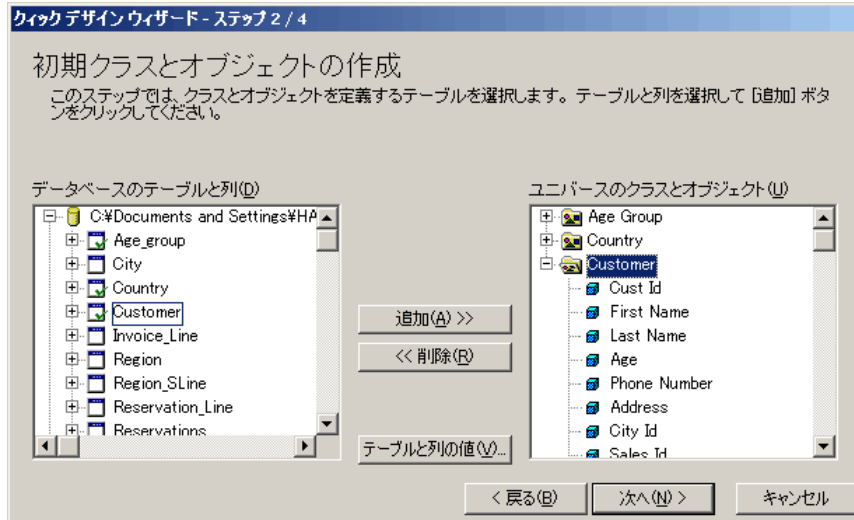 クィック デザイン ウィザード - ステップ 2 / 4
初期クラスとオブジェクトの作成
このステップでは、クラスとオブジェクトを定義するテーブルを選択します。テーブルと列を選択して [追加] ボタ
ンをクリックしてください。
データベースのテーブルと列(D)
C:¥Documents and Settings¥HA
Age_group
City
Country
Customer
Invoice_Line
Region
Region_SLine
Reservation_Line
Reservations
追加(A) >>
<< 削除(R)
テーブルと列の値(V)...
ユニバースのクラスとオブジェクト(U)
Age Group
Country
Customer
Cust Id
First Name
Last Name
Age
Phone Number
Address
City Id
Sales Id
< 戻る(B)
次へ(N) >
キャンセル